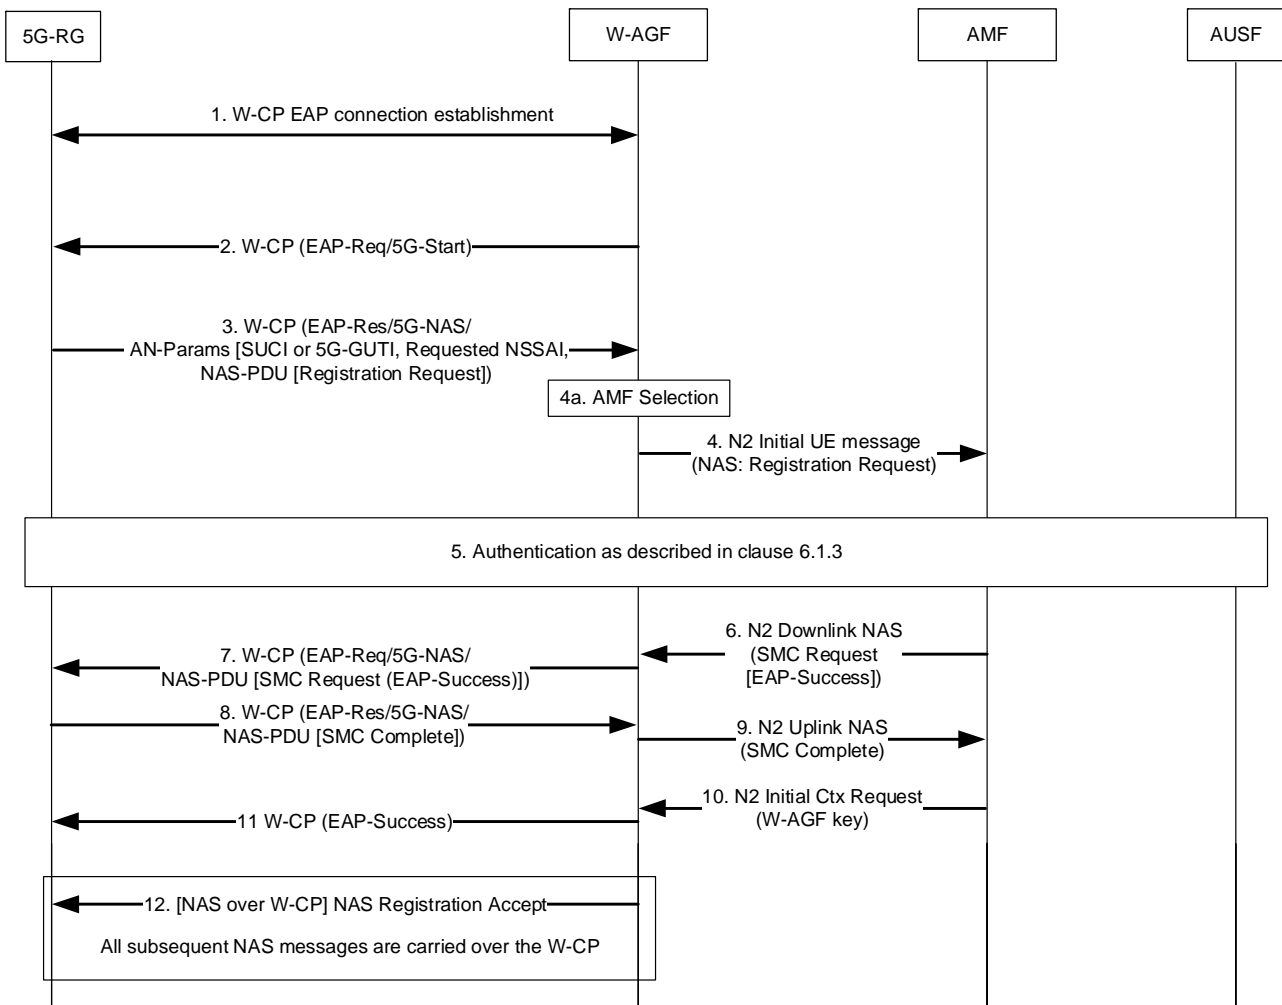 5G-RG
W-AGF
AMF
AUSF
1. W-CP EAP connection establishment
2. W-CP (EAP-Req/5G-Start)
3. W-CP (EAP-Res/5G-NAS/
AN-Params [SUCI or 5G-GUTI, Requested NSSAI,
NAS-PDU [Registration Request])
4a. AMF Selection
4. N2 Initial UE message
(NAS: Registration Request)
5. Authentication as described in clause 6.1.3
6. N2 Downlink NAS
(SMC Request
[EAP-Success])
7. W-CP (EAP-Req/5G-NAS/
NAS-PDU [SMC Request (EAP-Success)])
8. W-CP (EAP-Res/5G-NAS/
NAS-PDU [SMC Complete])
9. N2 Uplink NAS
(SMC Complete)
10. N2 Initial Ctx Request
(W-AGF key)
11 W-CP (EAP-Success)
12. [NAS over W-CP] NAS Registration Accept
All subsequent NAS messages are carried over the W-CP